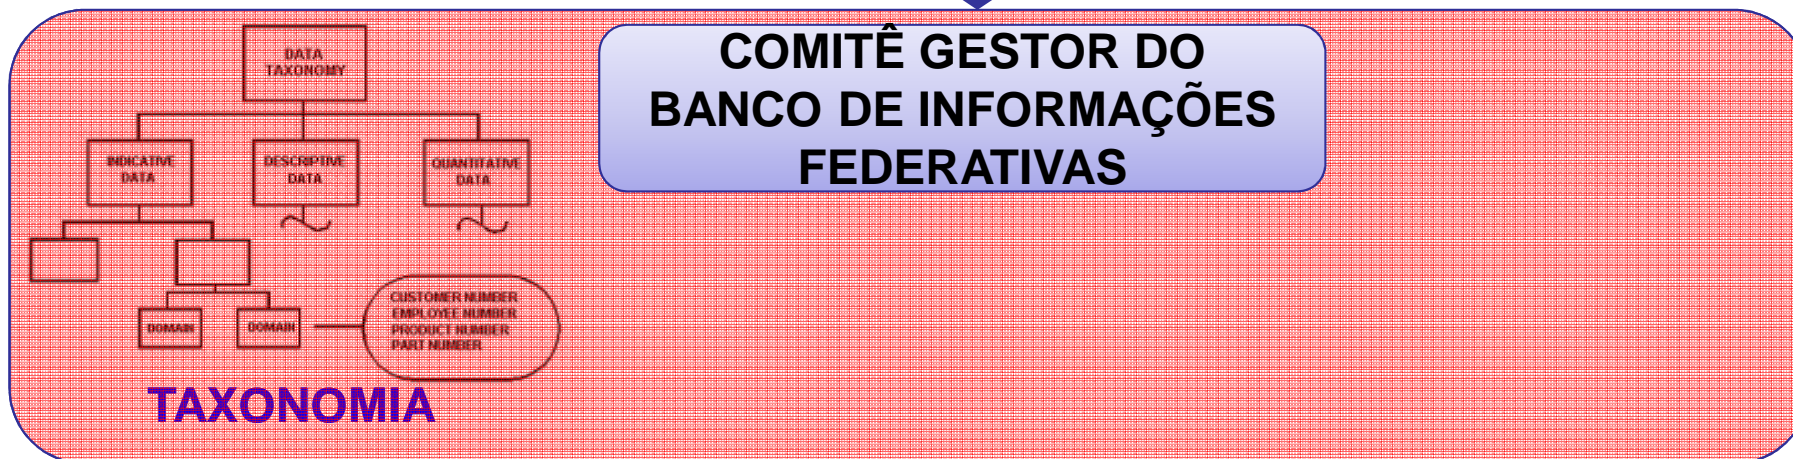 DATA
TAXONOMY
INDICATIVE
DATA
DESCRIPTIVE
DATA
QUANTITATIVE
DATA
DOMAIN
DOMAIN
CUSTOMER NUMBER
EMPLOYEE NUMBER
PRODUCT NUMBER
PART NUMBER
TAXONOMIA
COMITÊ GESTOR DO
BANCO DE INFORMAÇÕES
FEDERATIVAS